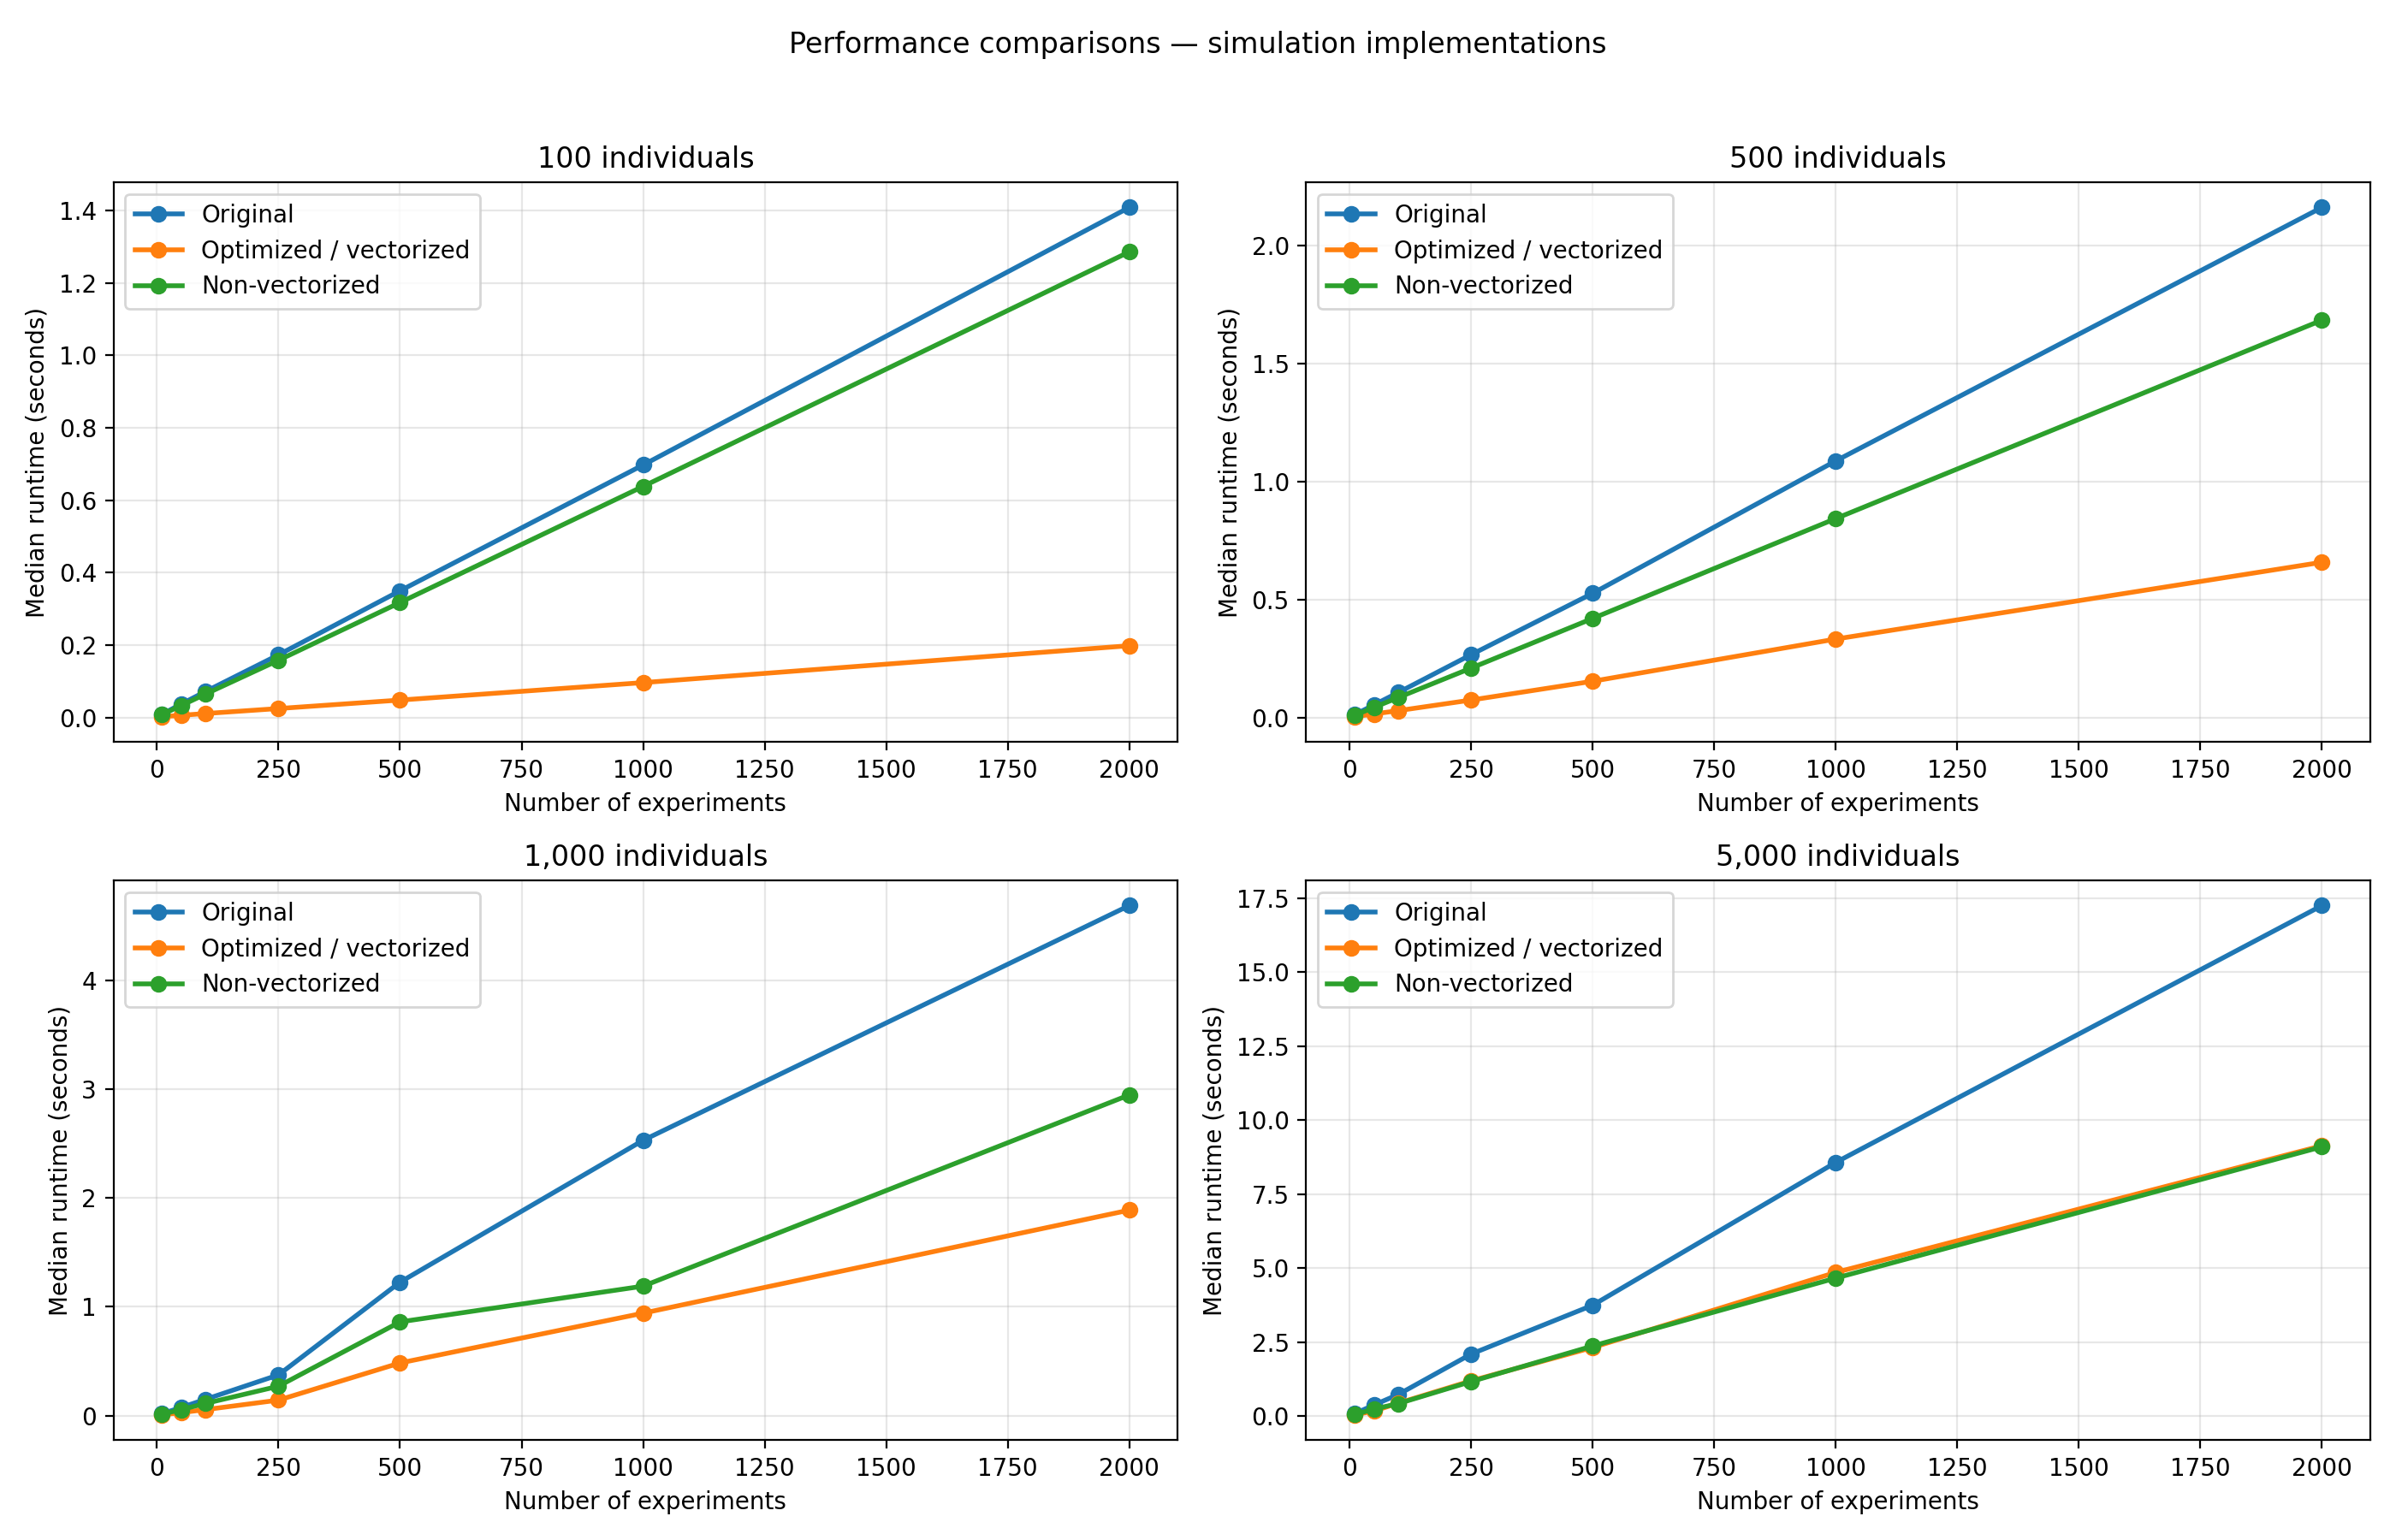 Performance comparisons — simulation implementations
100 individuals
Original
Optimized / vectorized
Non-vectorized
Median runtime (seconds)
1.4
1.2
1.0
0.8
0.6
0.4
0.2
0.0
0 250 500 750 1000 1250 1500 1750 2000
Number of experiments
500 individuals
Original
Optimized / vectorized
Non-vectorized
Median runtime (seconds)
2.0
1.5
1.0
0.5
0.0
0 250 500 750 1000 1250 1500 1750 2000
Number of experiments
1,000 individuals
Original
Optimized / vectorized
Non-vectorized
Median runtime (seconds)
4
3
2
1
0
0 250 500 750 1000 1250 1500 1750 2000
Number of experiments
5,000 individuals
Original
Optimized / vectorized
Non-vectorized
Median runtime (seconds)
17.5
15.0
12.5
10.0
7.5
5.0
2.5
0.0
0 250 500 750 1000 1250 1500 1750 2000
Number of experiments